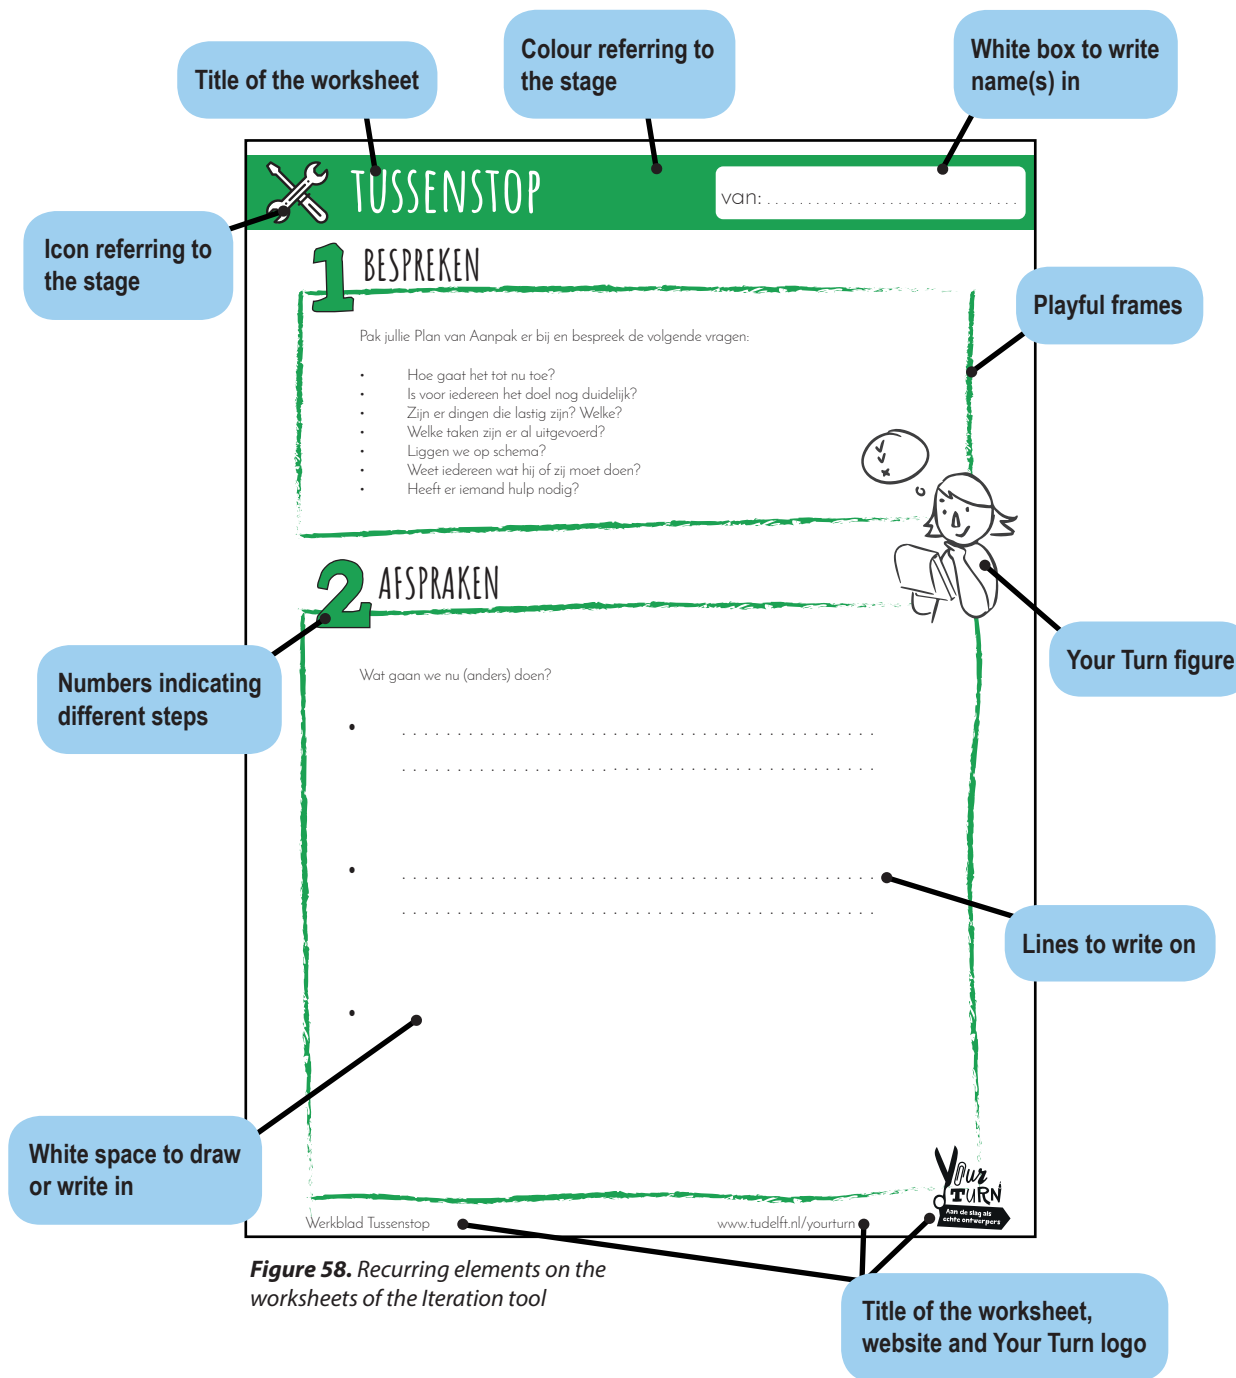 Title of the worksheet
Colour referring to
the stage
White box to write
name(s) in
TUSSENSTOP
van: ..............................
Icon referring to
the stage
1 BESPREKEN
Playful frames
Pak jullie Plan van Aanpak er bij en bespreek de volgende vragen:
• Hoe gaat het tot nu toe?
• Is voor iedereen het doel nog duidelijk?
• Zijn er dingen die lastig zijn? Welke?
• Welke taken zijn er al uitgevoerd?
• Liggen we op schema?
• Weet iedereen wat hij of zij moet doen?
• Heeft er iemand hulp nodig?
2 AFSPRAKEN
Your Turn figure
Numbers indicating
different steps
Wat gaan we nu (anders) doen?
Lines to write on
White space to draw
or write in
Your
TURN
Aan de slag als
echte ontwerpers
Werkblad Tussenstop
www.tudelft.nl/yourturn
Figure 58. Recurring elements on the
worksheets of the Iteration tool
Title of the worksheet,
website and Your Turn logo